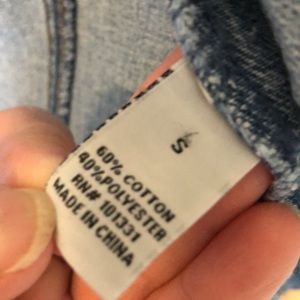 S
60% COTTON
40%POLYESTER
RN# 101331
MADE IN CHINA